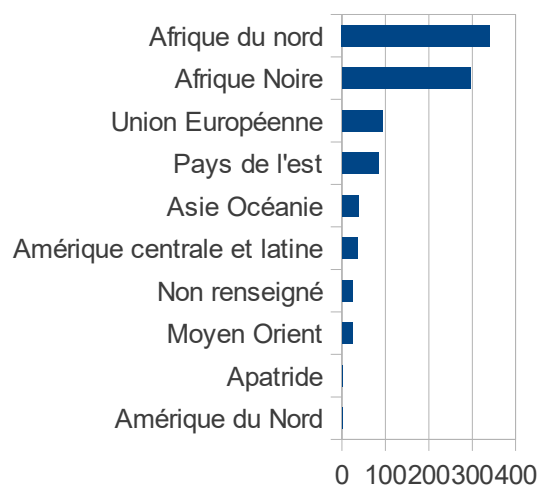 Afrique du nord
Afrique Noire
Union Européenne
Pays de l'est
Asie Océanie
Amérique centrale et latine
Non renseigné
Moyen Orient
Apatride
Amérique du Nord
0 100200300400